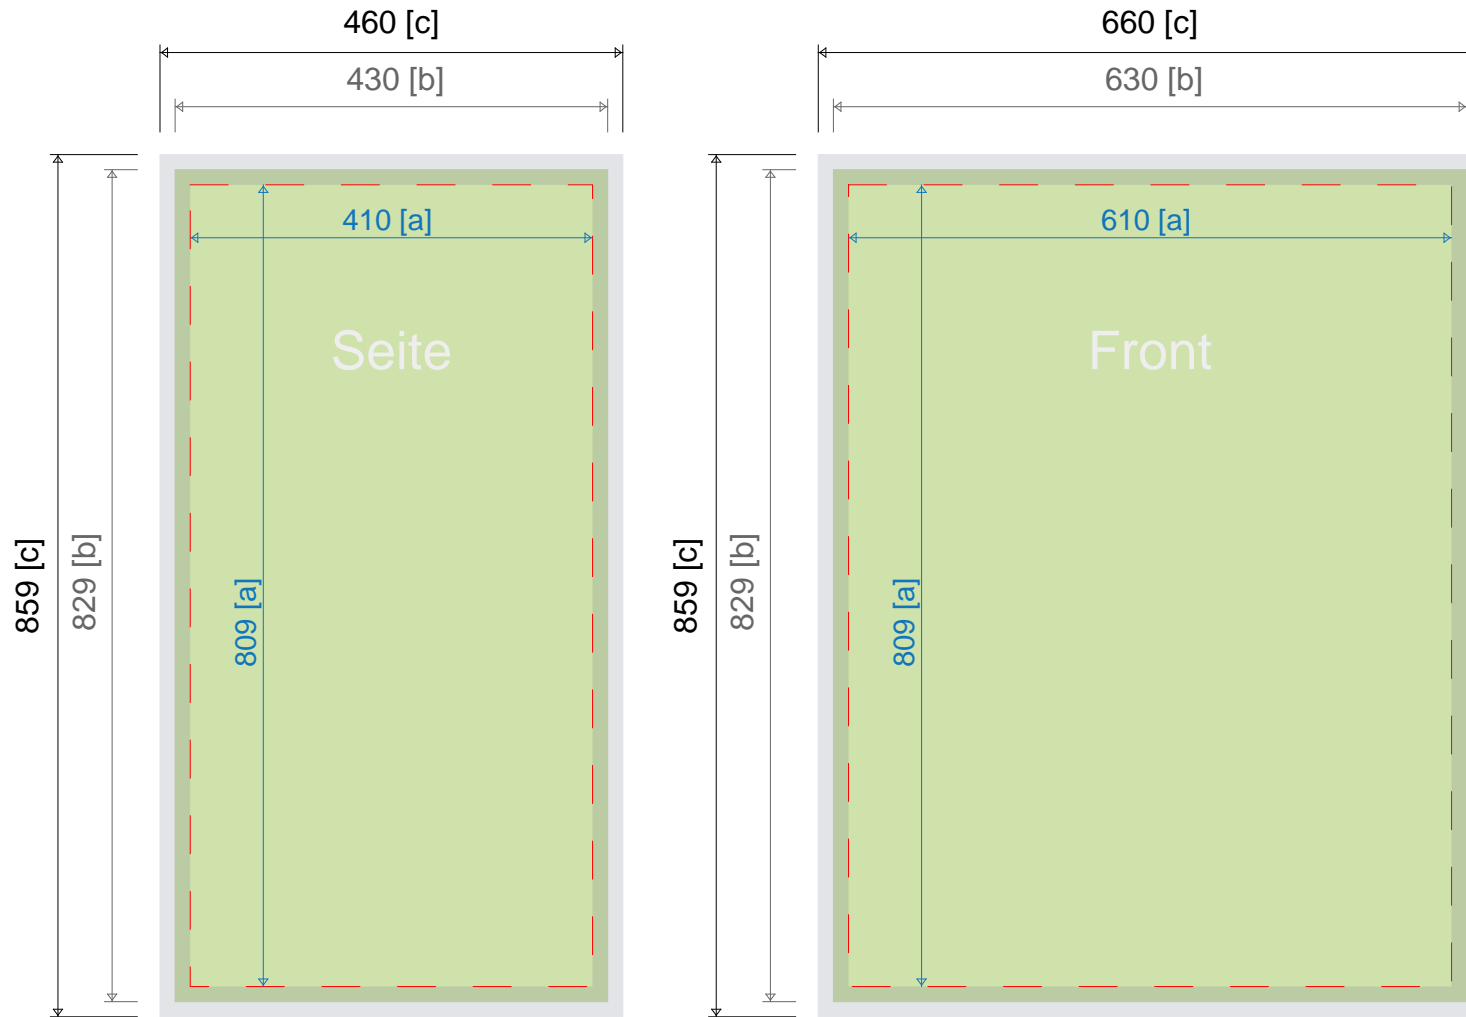 460 [c]
430 [b]
859 [c]
829 [b]
410 [a]
809 [a]
Seite
660 [c]
630 [b]
859 [c]
829 [b]
610 [a]
809 [a]
Front